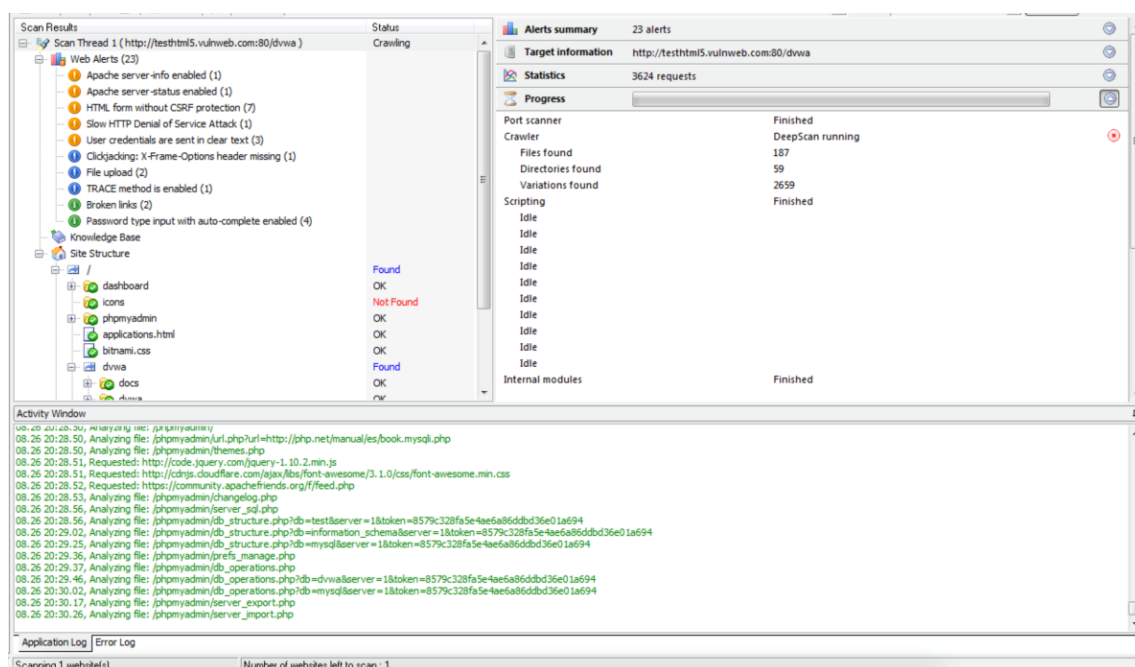 Scan Results Status
Scan Thread 1 ( http://testhtml5.vulnweb.com:80/dvwa ) Crawling
Web Alerts (23)
Apache server-info enabled (1)
Apache server-status enabled (1)
HTML form without CSRF protection (7)
Slow HTTP Denial of Service Attack (1)
User credentials are sent in clear text (3)
Clickjacking: X-Frame-Options header missing (1)
File upload (2)
TRACE method is enabled (1)
Broken links (2)
Password type input with auto-complete enabled (4)
Knowledge Base
Site Structure
/ Found
dashboard OK
icons Not Found
phpmyadmin OK
applications.html OK
bitnami.css OK
dvwa Found
docs OK
dvwa OK
Alerts summary 23 alerts
Target information http://testhtml5.vulnweb.com:80/dvwa
Statistics 3624 requests
Progress
Port scanner Finished
Crawler DeepScan running
Files found 187
Directories found 59
Variations found 2659
Scripting Finished
Idle
Idle
Idle
Idle
Idle
Idle
Idle
Idle
Idle
Idle
Internal modules Finished
Activity Window
08.26 20:28.50, Analyzing file: /phpmyadmin/
08.26 20:28.50, Analyzing file: /phpmyadmin/url.php?url=http://php.net/manual/es/book.mysqli.php
08.26 20:28.50, Analyzing file: /phpmyadmin/themes.php
08.26 20:28.51, Requested: http://code.jquery.com/jquery-1.10.2.min.js
08.26 20:28.51, Requested: http://cdnjs.cloudflare.com/ajax/libs/font-awesome/3.1.0/css/font-awesome.min.css
08.26 20:28.52, Requested: https://community.apachefriends.org/f/feed.php
08.26 20:28.53, Analyzing file: /phpmyadmin/changelog.php
08.26 20:28.56, Analyzing file: /phpmyadmin/server_sql.php
08.26 20:28.56, Analyzing file: /phpmyadmin/db_structure.php?db=test&server=1&token=8579c328fa5e4ae6a86ddbd36e01a694
08.26 20:29.02, Analyzing file: /phpmyadmin/db_structure.php?db=information_schema&server=1&token=8579c328fa5e4ae6a86ddbd36e01a694
08.26 20:29.25, Analyzing file: /phpmyadmin/db_structure.php?db=mysql&server=1&token=8579c328fa5e4ae6a86ddbd36e01a694
08.26 20:29.36, Analyzing file: /phpmyadmin/prefs_manage.php
08.26 20:29.37, Analyzing file: /phpmyadmin/db_operations.php
08.26 20:29.46, Analyzing file: /phpmyadmin/db_operations.php?db=dvwa&server=1&token=8579c328fa5e4ae6a86ddbd36e01a694
08.26 20:30.02, Analyzing file: /phpmyadmin/db_operations.php?db=mysql&server=1&token=8579c328fa5e4ae6a86ddbd36e01a694
08.26 20:30.17, Analyzing file: /phpmyadmin/server_export.php
08.26 20:30.26, Analyzing file: /phpmyadmin/server_import.php
Application Log Error Log
Scanning 1 website(s) Number of websites left to scan : 1